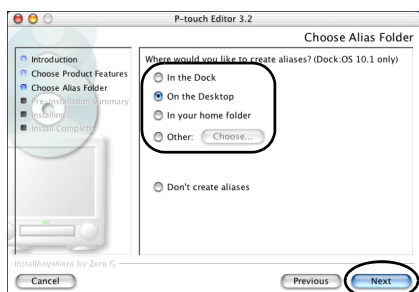 P-touch Editor 3.2
Choose Alias Folder
Introduction
Choose Product Features
Choose Alias Folder
Pre-Installation Summary
Installing...
Install Complete
Where would you like to create aliases? (Dock:OS 10.1 only)
In the Dock
On the Desktop
In your home folder
Other: Choose...
Don't create aliases
InstallAnywhere by Zero G
Cancel Previous Next